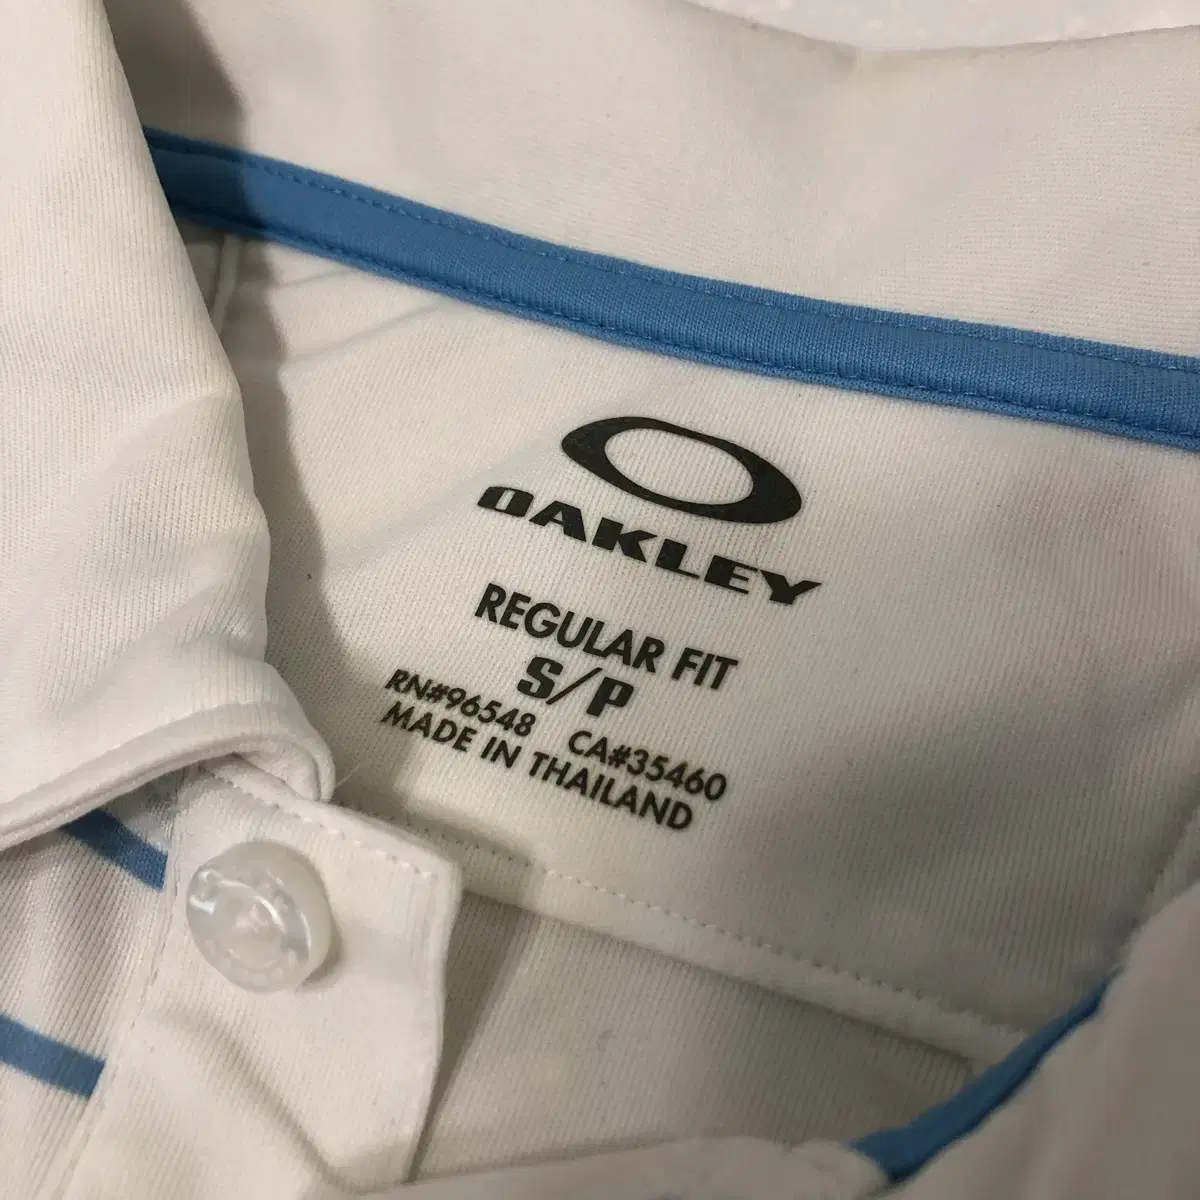 OAKLEY
REGULAR FIT
S/P
RN#96548 CA#35460
MADE IN THAILAND